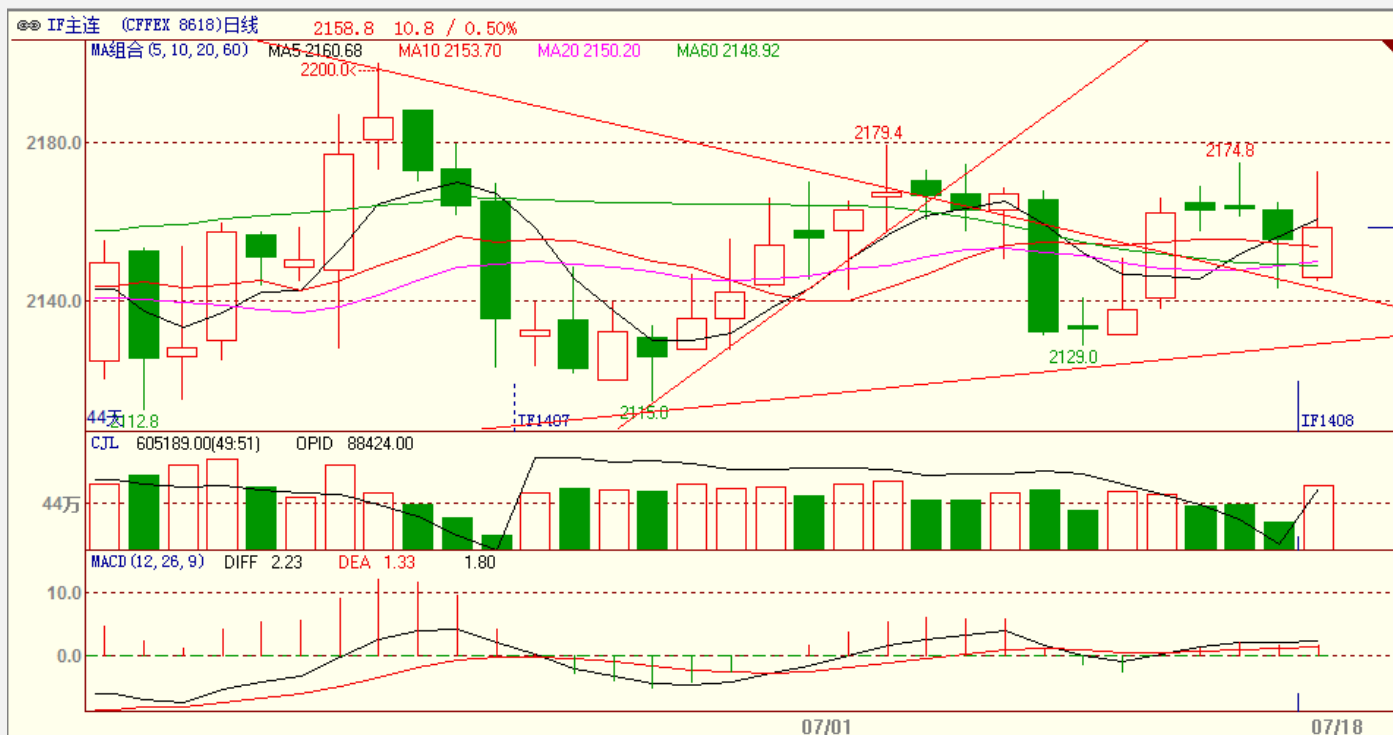 IF主连 (CFFEX 8618)日线 2158.8 10.8 / 0.50%
MA组合(5,10,20,60) MA5 2160.68 MA10 2153.70 MA20 2150.20 MA60 2148.92
2200.0
2180.0
2179.4
2174.8
2140.0
2129.0
2115.0
44天
2112.8
IF1407
IF1408
CJL 605189.00(49:51) OPID 88424.00
44万
MACD(12,26,9) DIFF 2.23 DEA 1.33 1.80
10.0
0.0
07/01
07/18